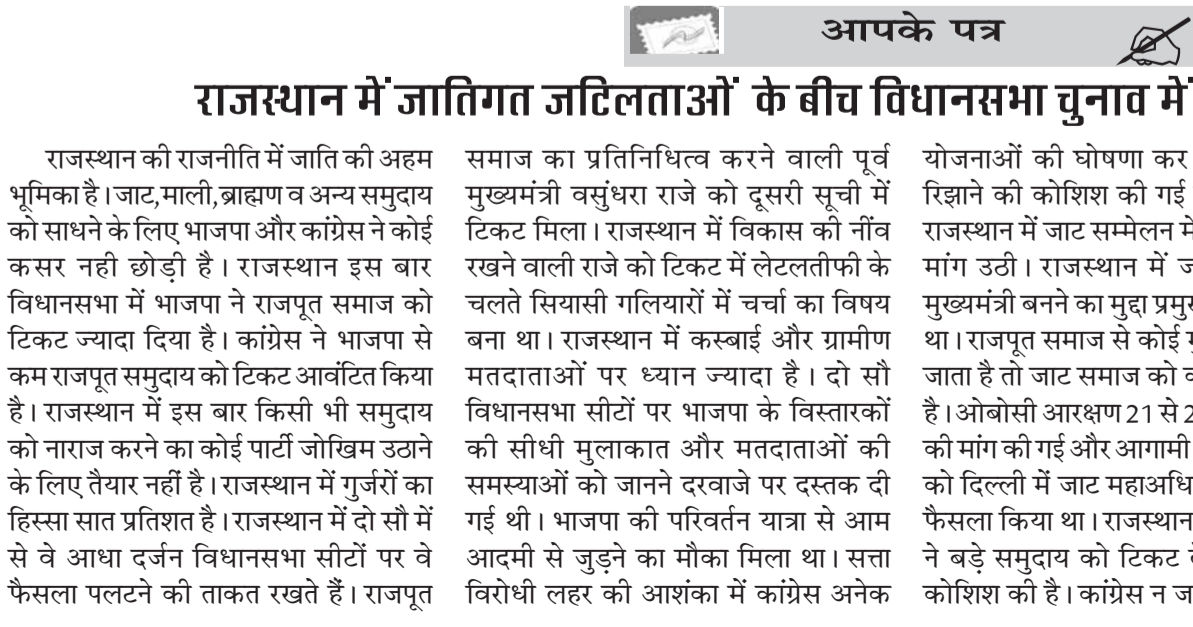 आपके पत्र
राजस्थान में जातिगत जटिलताओं के बीच विधानसभा चुनाव में
राजस्थान की राजनीति में जाति की अहम
भूमिका है। जाट,माली,ब्राह्मण व अन्य समुदाय
को साधने के लिए भाजपा और कांग्रेस ने कोई
कसर नही छोड़ी है। राजस्थान इस बार
विधानसभा में भाजपा ने राजपूत समाज को
टिकट ज्यादा दिया है। कांग्रेस ने भाजपा से
कम राजपूत समुदाय को टिकट आवंटित किया
है। राजस्थान में इस बार किसी भी समुदाय
को नाराज करने का कोई पार्टी जोखिम उठाने
के लिए तैयार नहीं है। राजस्थान में गुर्जरों का
हिस्सा सात प्रतिशत है। राजस्थान में दो सौ में
से वे आधा दर्जन विधानसभा सीटों पर वे
फैसला पलटने की ताकत रखते हैं। राजपूत
समाज का प्रतिनिधित्व करने वाली पूर्व
मुख्यमंत्री वसुंधरा राजे को दूसरी सूची में
टिकट मिला। राजस्थान में विकास की नींव
रखने वाली राजे को टिकट में लेटलतीफी के
चलते सियासी गलियारों में चर्चा का विषय
बना था। राजस्थान में कस्बाई और ग्रामीण
मतदाताओं पर ध्यान ज्यादा है। दो सौ
विधानसभा सीटों पर भाजपा के विस्तारकों
की सीधी मुलाकात और मतदाताओं की
समस्याओं को जानने दरवाजे पर दस्तक दी
गई थी। भाजपा की परिवर्तन यात्रा से आम
आदमी से जुड़ने का मौका मिला था। सत्ता
विरोधी लहर की आशंका में कांग्रेस अनेक
योजनाओं की घोषणा कर
रिझाने की कोशिश की गई
राजस्थान में जाट सम्मेलन में
मांग उठी। राजस्थान में
मुख्यमंत्री बनने का मुद्दा
था। राजपूत समाज से कोई
जाता है तो जाट समाज को
है। ओबोसी आरक्षण 21 से
की मांग की गई और आगामी
को दिल्ली में जाट
फैसला किया था। राजस्थान
ने बड़े समुदाय को टिकट
कोशिश की है। कांग्रेस न